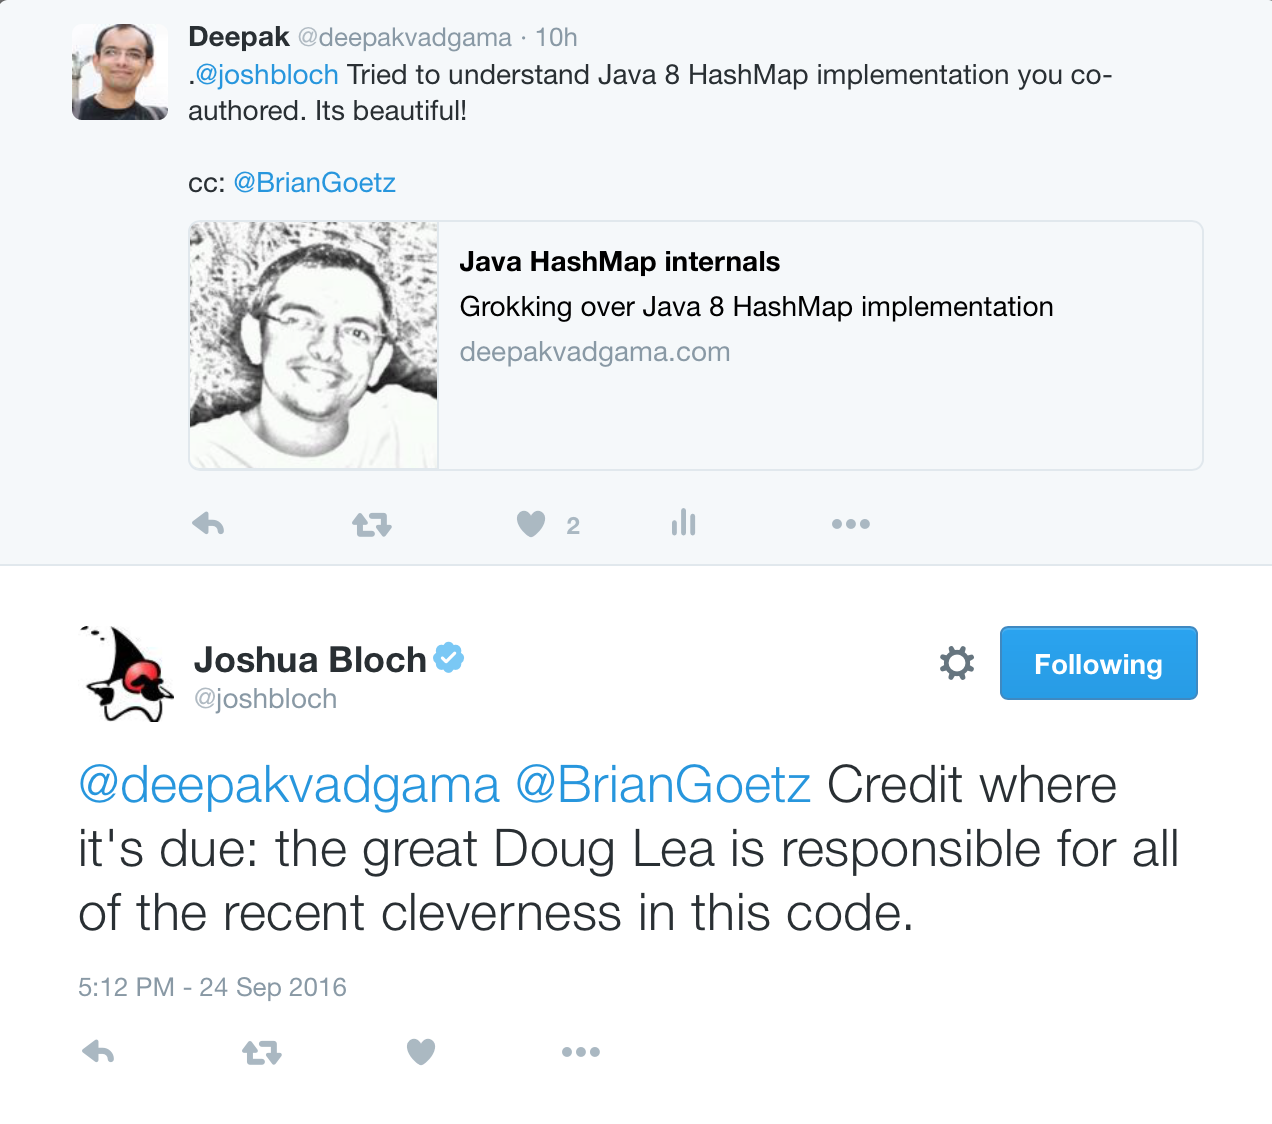 Deepak @deepakvadgama · 10h
.@joshbloch Tried to understand Java 8 HashMap implementation you co-
authored. Its beautiful!
cc: @BrianGoetz
Java HashMap internals
Grokking over Java 8 HashMap implementation
deepakvadgama.com
2
Joshua Bloch
Following
@joshbloch
@deepakvadgama @BrianGoetz Credit where
it's due: the great Doug Lea is responsible for all
of the recent cleverness in this code.
5:12 PM - 24 Sep 2016